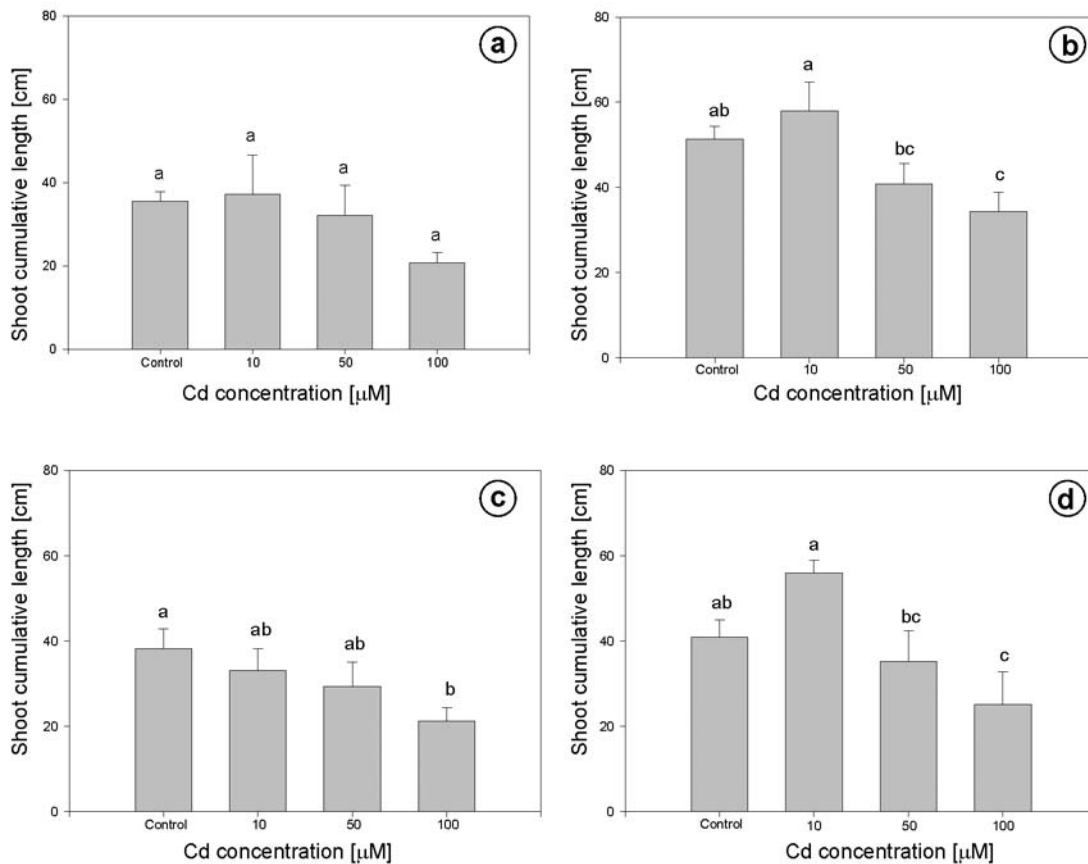 80
a
60
a
a
a
40
a
20
0
Control 10 50 100
Shoot cumulative length [cm]
Cd concentration [µM]
80
b
a
60
ab
bc
c
40
20
0
Control 10 50 100
Shoot cumulative length [cm]
Cd concentration [µM]
80
c
60
a
ab
ab
40
b
20
0
Control 10 50 100
Shoot cumulative length [cm]
Cd concentration [µM]
80
d
a
60
ab
bc
40
c
20
0
Control 10 50 100
Shoot cumulative length [cm]
Cd concentration [µM]